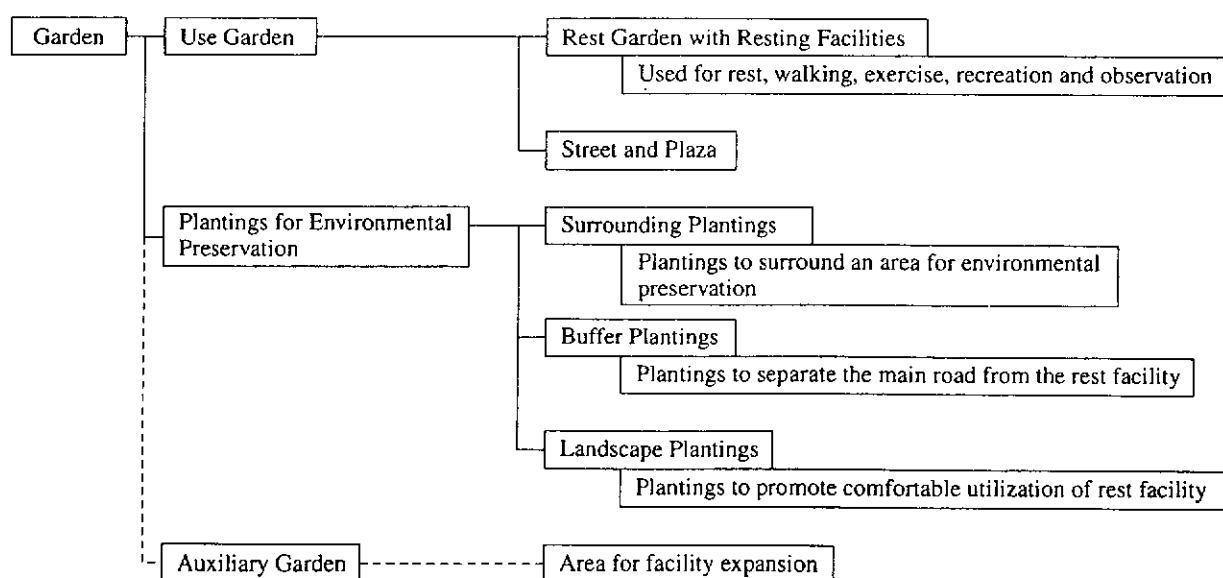 Garden
Use Garden
Rest Garden with Resting Facilities
Used for rest, walking, exercise, recreation and observation
Street and Plaza
Plantings for Environmental
Preservation
Surrounding Plantings
Plantings to surround an area for environmental
preservation
Buffer Plantings
Plantings to separate the main road from the rest facility
Landscape Plantings
Plantings to promote comfortable utilization of rest facility
Auxiliary Garden
Area for facility expansion